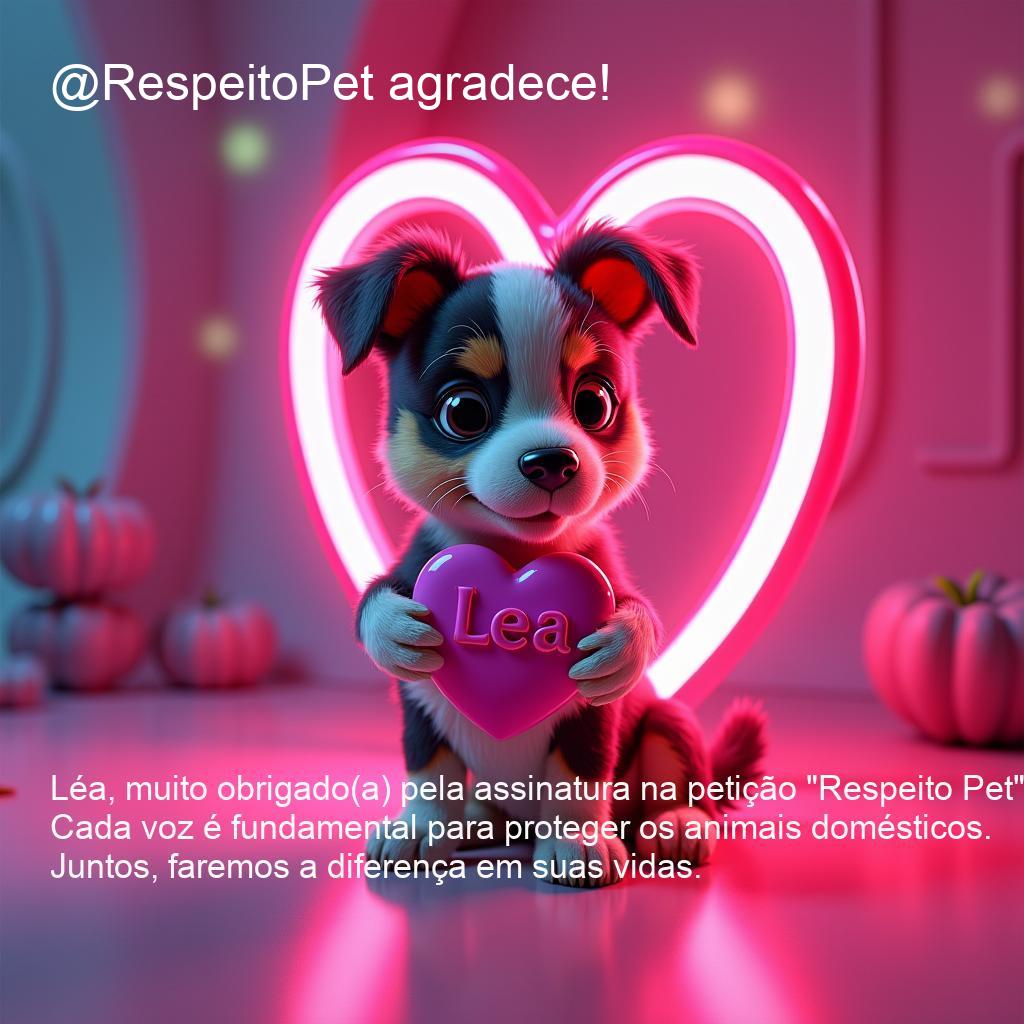 @RespeitoPet agradece!
Lea
Léa, muito obrigado(a) pela assinatura na petição "Respeito Pet"
Cada voz é fundamental para proteger os animais domésticos.
Juntos, faremos a diferença em suas vidas.